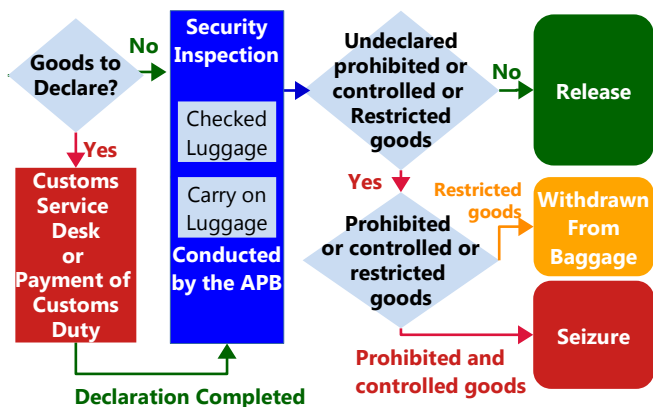 Goods to
Declare?
No
Yes
Customs
Service
Desk
or
Payment of
Customs
Duty
Declaration Completed
Security
Inspection
Checked
Luggage
Carry on
Luggage
Conducted
by the APB
Undeclared
prohibited or
controlled or
Restricted
goods
No
Release
Yes
Prohibited
or controlled or
restricted
goods
Restricted
goods
Withdrawn
From
Baggage
Prohibited and
controlled goods
Seizure